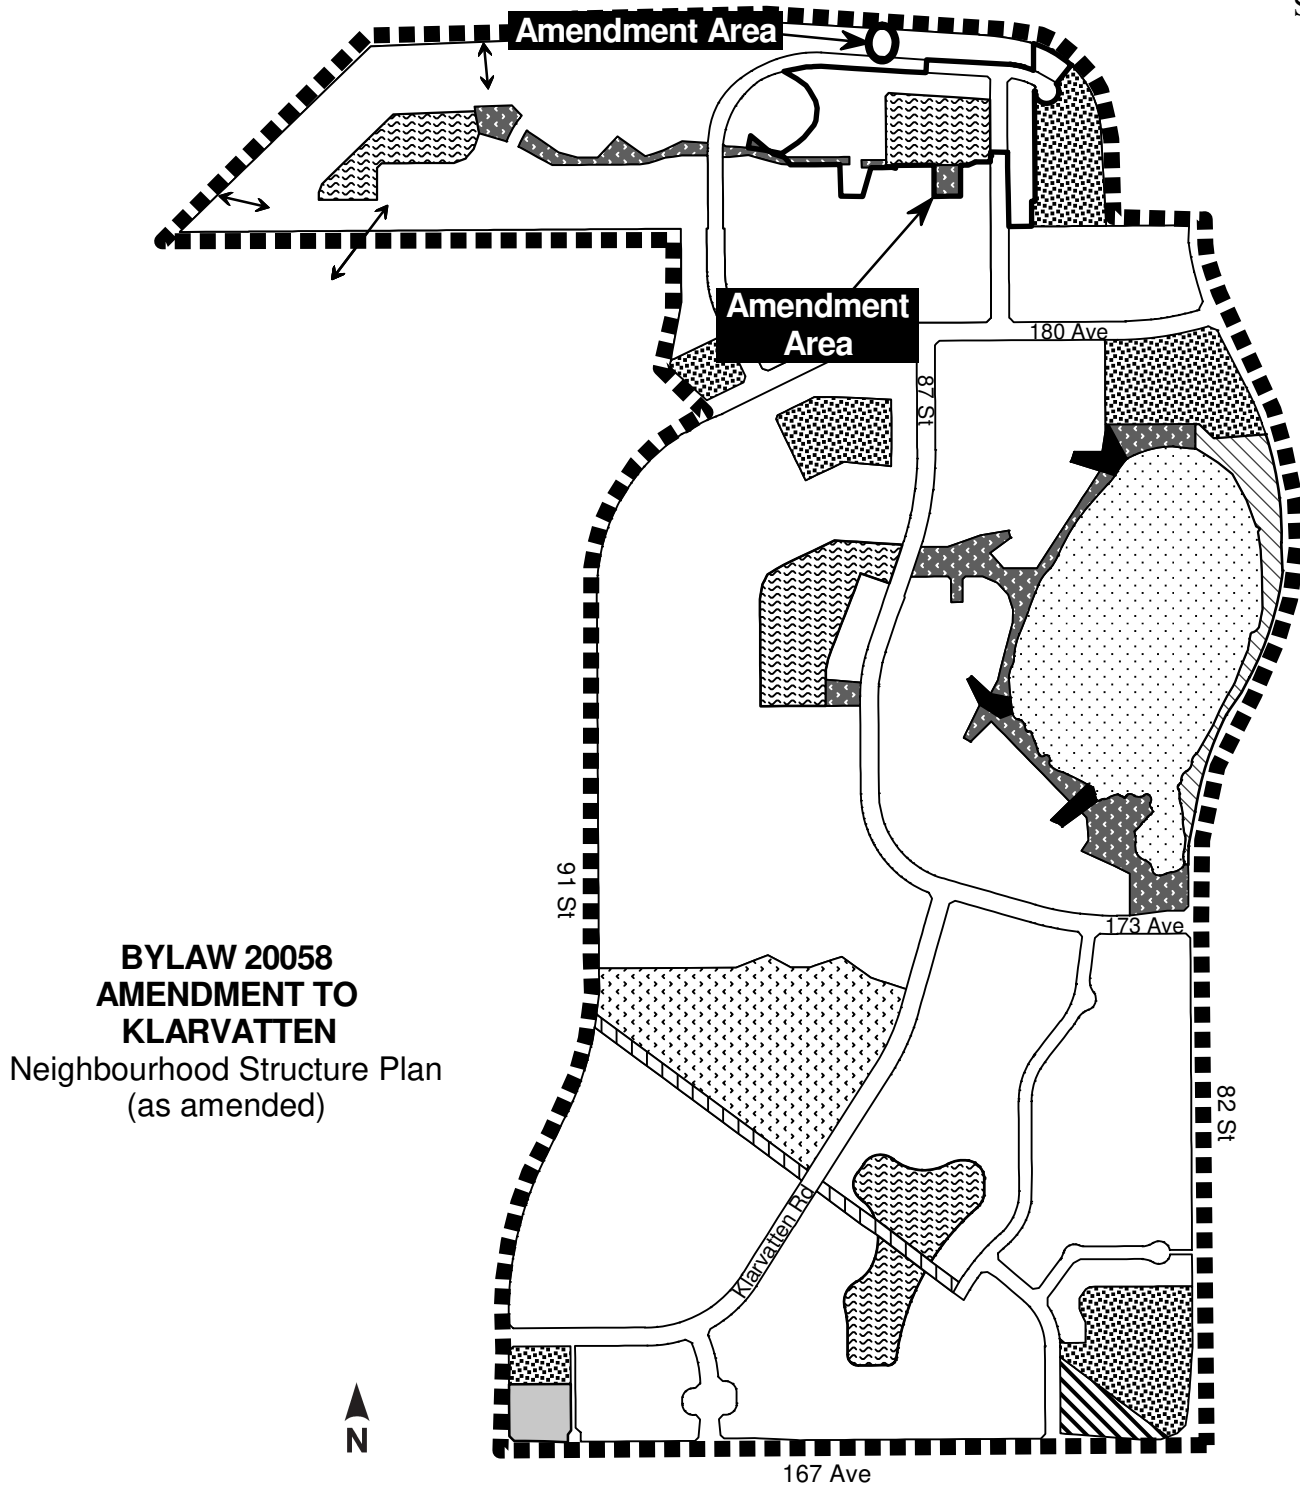 Amendment Area
Amendment
Area
180 Ave
87 St
91 St
173 Ave
BYLAW 20058
AMENDMENT TO
KLARVATTEN
Neighbourhood Structure Plan
(as amended)
82 St
Klarvatten Rd
N
167 Ave